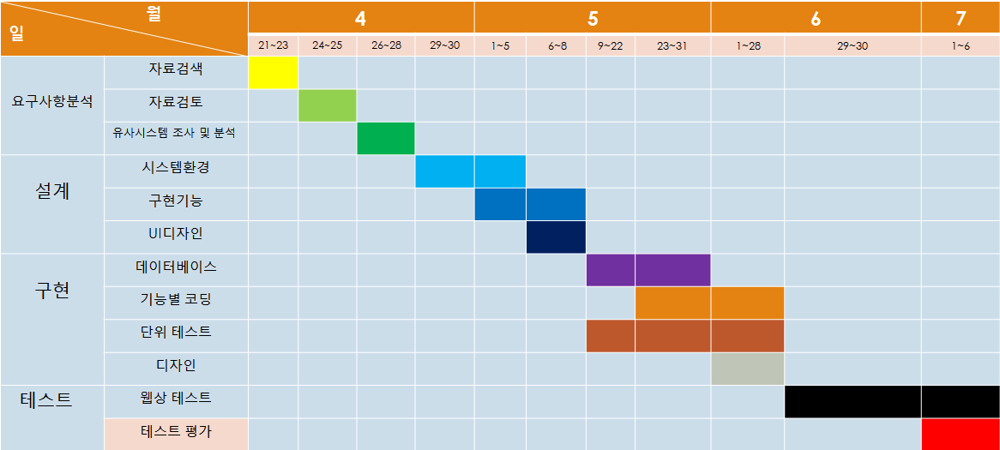 월
일
4 5 6 7
21~23 24~25 26~28 29~30 1~5 6~8 9~22 23~31 1~28 29~30 1~6
요구사항분석
자료검색
자료검토
유사시스템 조사 및 분석
설계
시스템환경
구현기능
UI디자인
구현
데이터베이스
기능별 코딩
단위 테스트
디자인
테스트
웹상 테스트
테스트 평가